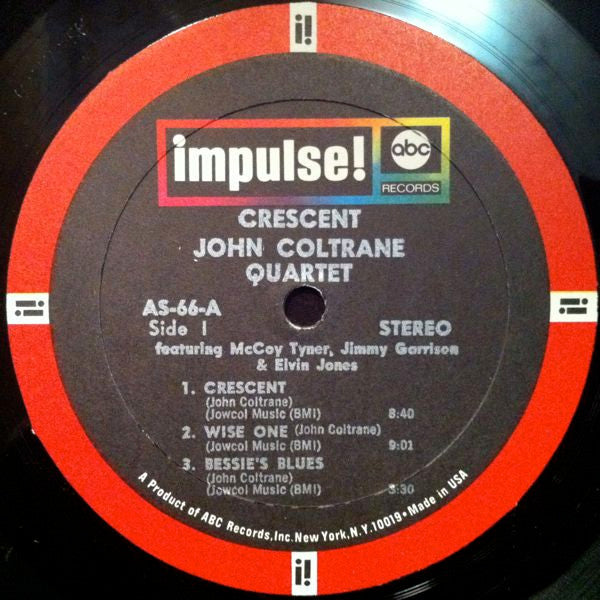 i!
impulse!
abc
RECORDS
CRESCENT
JOHN COLTRANE
QUARTET
AS-66-A
Side 1
STEREO
featuring McCoy Tyner, Jimmy Garrison
& Elvin Jones
1. CRESCENT
(John Coltrane)
(Jowcol Music (BMI) 8:40
2. WISE ONE (John Coltrane)
(Jowcol Music (BMI) 9:01
3. BESSIE'S BLUES
(John Coltrane)
(Jowcol Music (BMI) 3:30
A Product of ABC Records, Inc. New York, N.Y. 10019 • Made in USA
i!
i!
i!